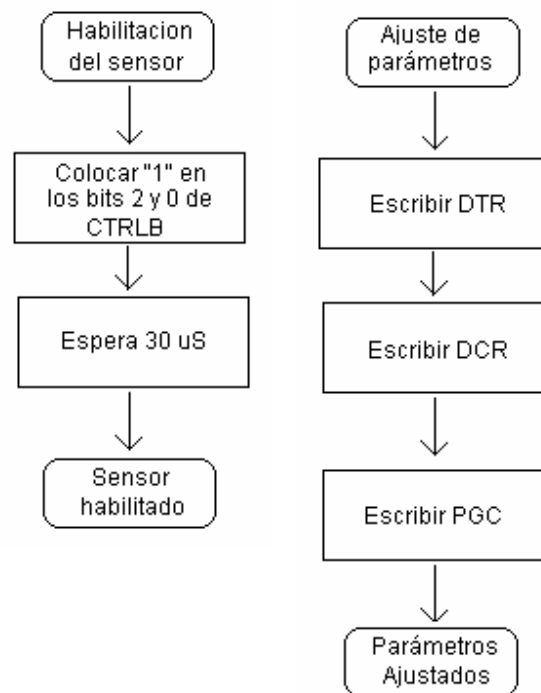 Habilitacion
del sensor
Colocar "1" en
los bits 2 y 0 de
CTRLB
Espera 30 uS
Sensor
habilitado
Ajuste de
parámetros
Escribir DTR
Escribir DCR
Escribir PGC
Parámetros
Ajustados